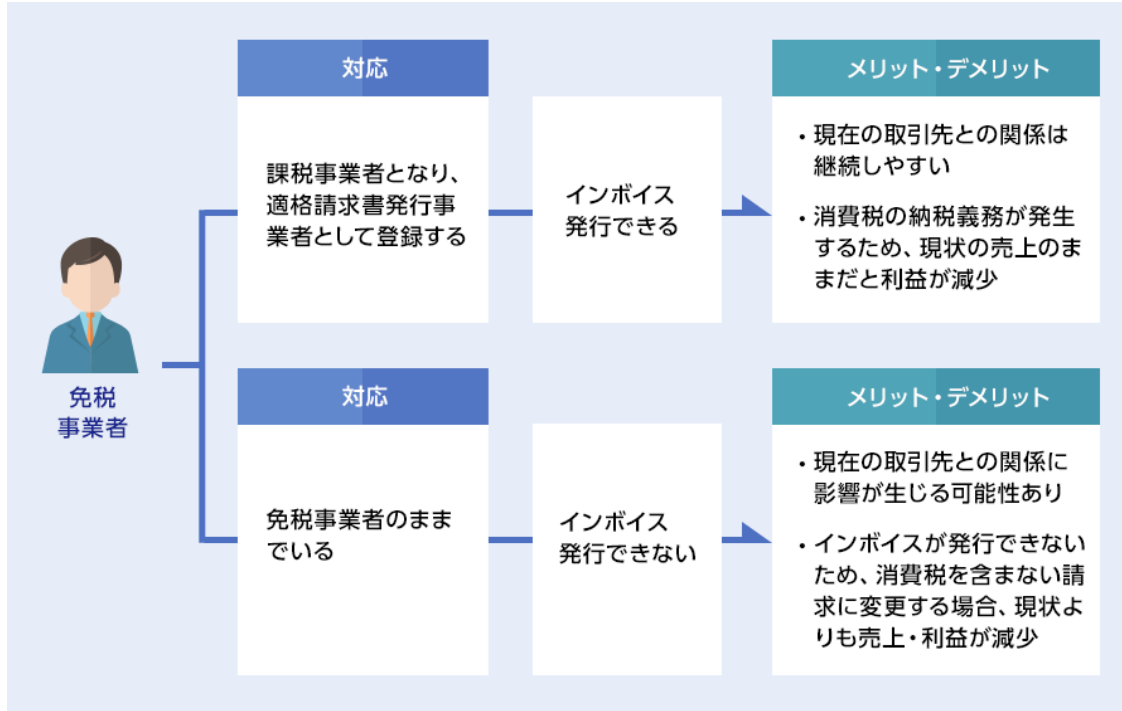 対応
課税事業者となり、
適格請求書発行事
業者として登録する
インボイス
発行できる
メリット・デメリット
・現在の取引先との関係は
継続しやすい
・消費税の納税義務が発生
するため、現状の売上のま
まだと利益が減少
免税
事業者
対応
免税事業者のまま
でいる
インボイス
発行できない
メリット・デメリット
・現在の取引先との関係に
影響が生じる可能性あり
・インボイスが発行できない
ため、消費税を含まない請
求に変更する場合、現状よ
りも売上・利益が減少